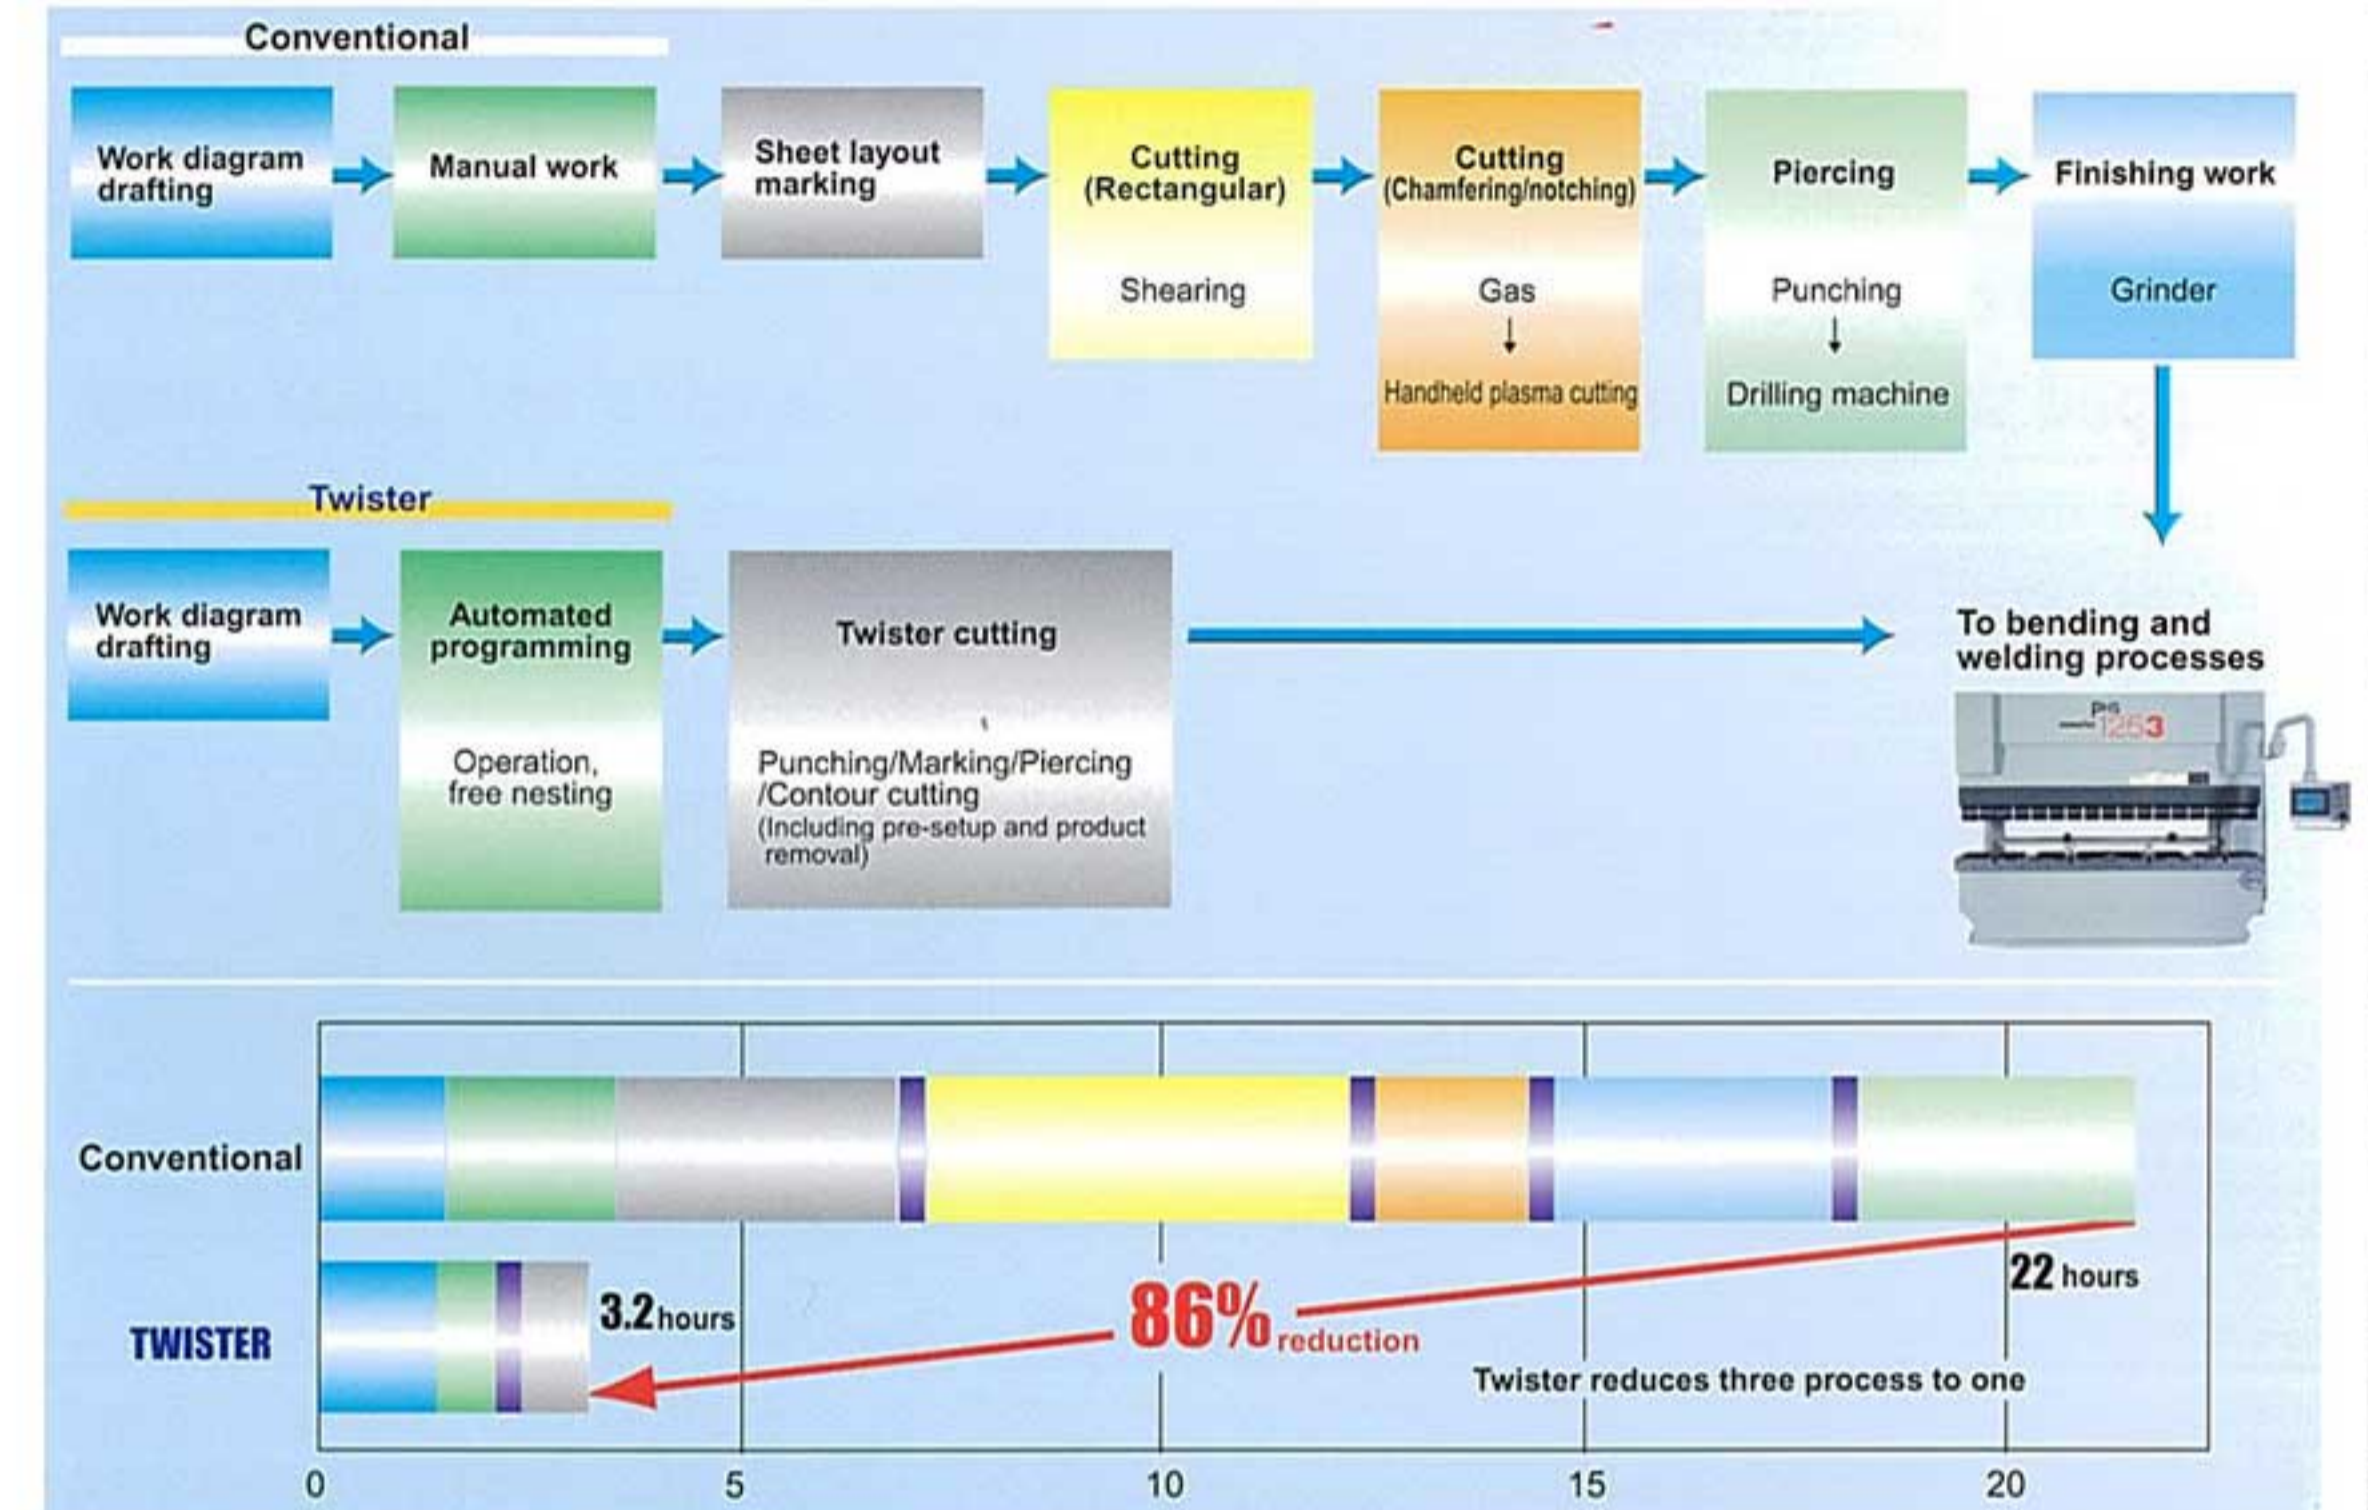 Conventional
Work diagram
drafting
Manual work
Sheet layout
marking
Cutting
(Rectangular)
Shearing
Cutting
(Chamfering/notching)
Gas
Handheld plasma cutting
Piercing
Punching
Drilling machine
Finishing work
Grinder
Twister
Work diagram
drafting
Automated
programming
Operation,
free nesting
Twister cutting
Punching/Marking/Piercing
/Contour cutting
(Including pre-setup and product
removal)
To bending and
welding processes
1253
Conventional
22 hours
TWISTER
3.2 hours
86% reduction
Twister reduces three process to one
0 5 10 15 20